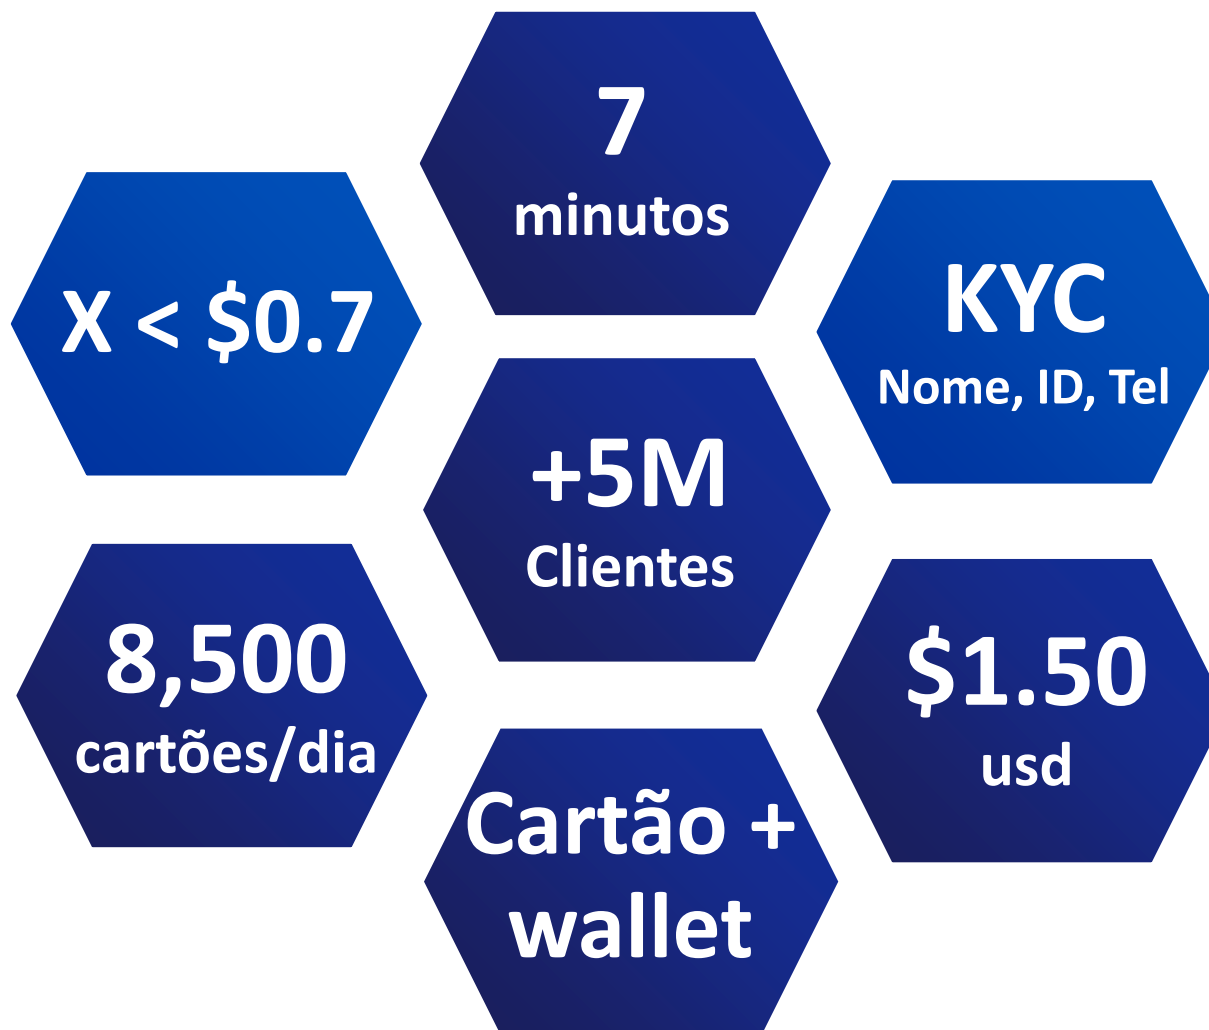 7
minutos
X < $0.7
KYC
Nome, ID, Tel
+5M
Clientes
8,500
cartões/dia
$1.50
usd
Cartão +
wallet